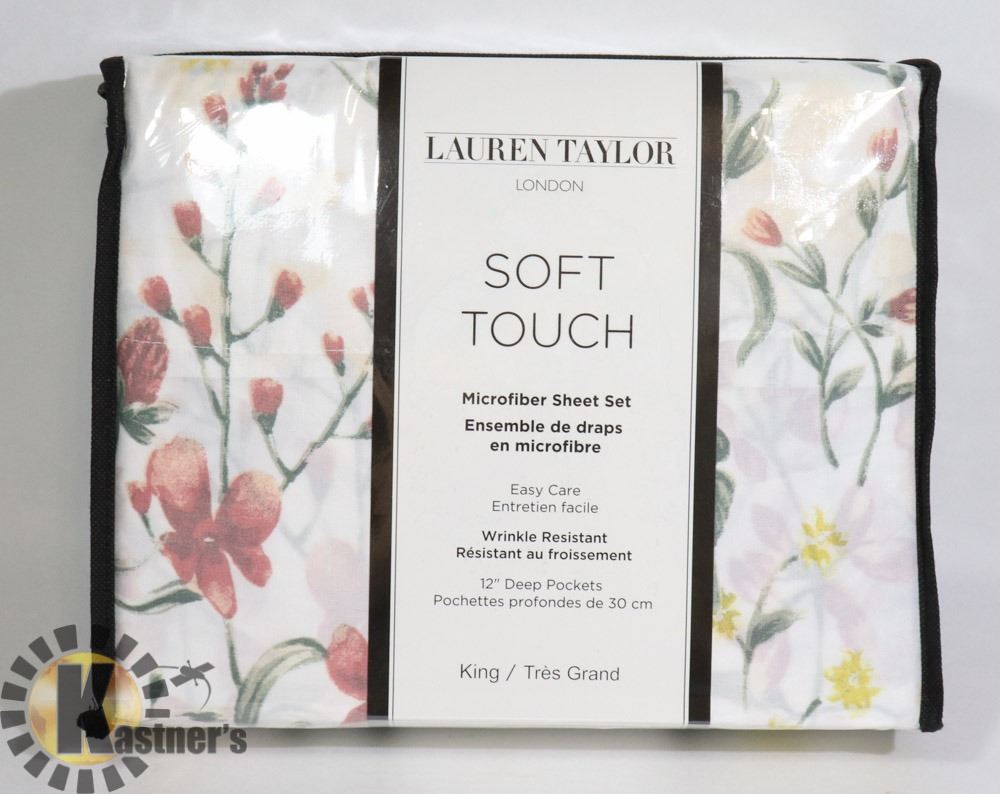 LAUREN TAYLOR
LONDON
SOFT
TOUCH
Microfiber Sheet Set
Ensemble de draps
en microfibre
Easy Care
Entretien facile
Wrinkle Resistant
Résistant au froissement
12" Deep Pockets
Pochettes profondes de 30 cm
King / Très Grand
Kastner's